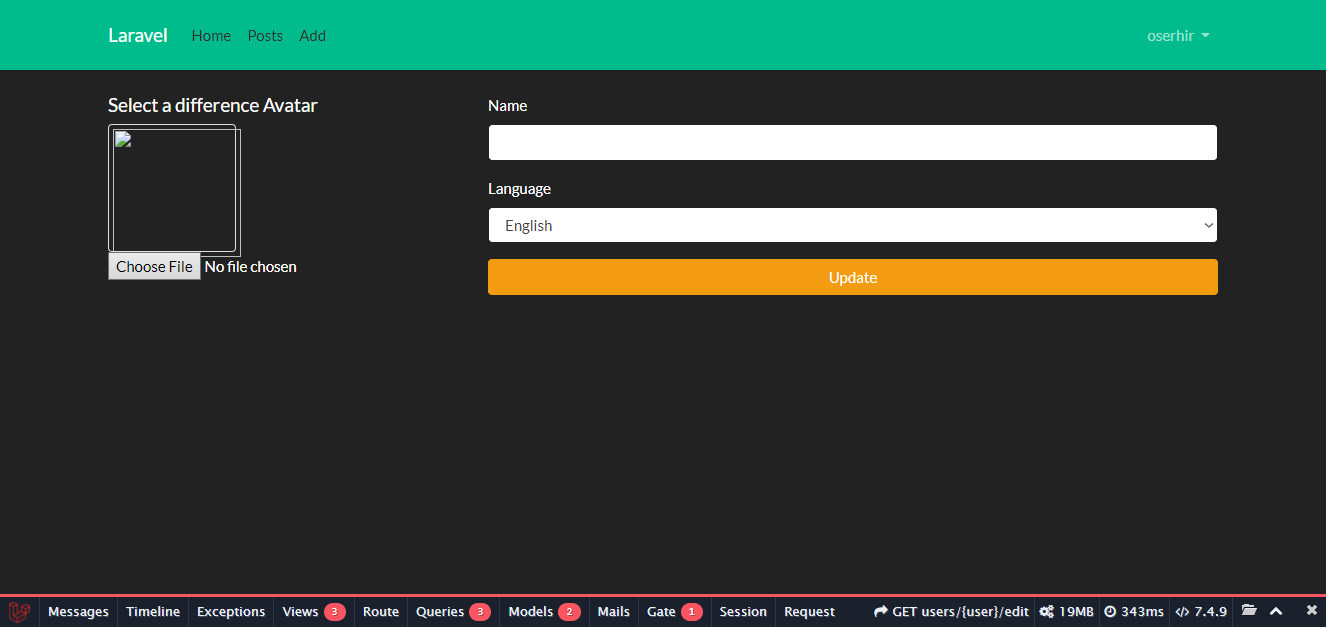 Laravel Home Posts Add oserhir
Select a difference Avatar
Name
Language
English
Choose File No file chosen
Update
Messages Timeline Exceptions Views 3 Route Queries 3 Models 2 Mails Gate 1 Session Request GET users/{user}/edit 19MB 343ms </> 7.4.9